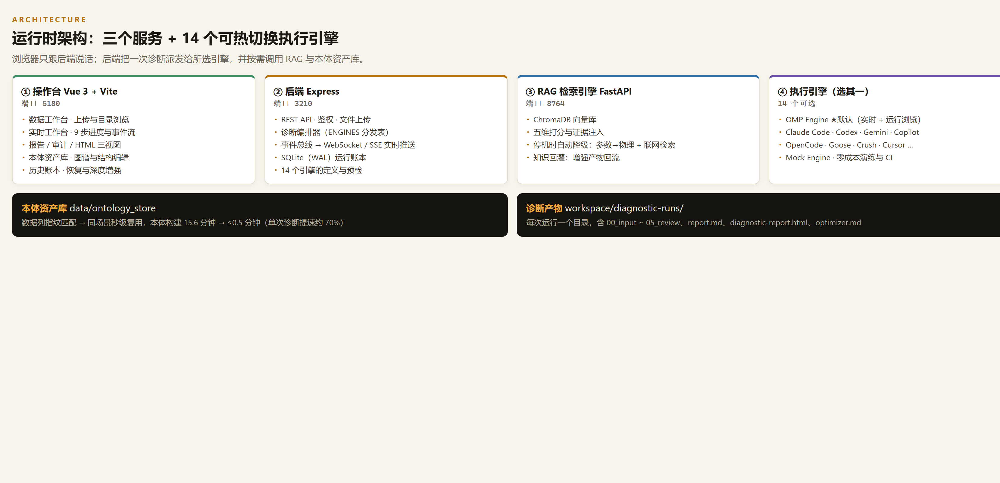 ARCHITECTURE
运行时架构：三个服务 + 14 个可热切换执行引擎
浏览器只跟后端说话；后端把一次诊断派发给所选引擎，并按需调用 RAG 与本体资产库。
① 操作台 Vue 3 + Vite
端口 5180
• 数据工作台 · 上传与目录浏览
• 实时工作台 · 9 步进度与事件流
• 报告 / 审计 / HTML 三视图
• 本体资产库 · 图谱与结构编辑
• 历史账本 · 恢复与深度增强
② 后端 Express
端口 3210
• REST API · 鉴权 · 文件上传
• 诊断编排器（ENGINES 分发表）
• 事件总线 → WebSocket / SSE 实时推送
• SQLite（WAL）运行账本
• 14 个引擎的定义与预检
③ RAG 检索引擎 FastAPI
端口 8764
• ChromaDB 向量库
• 五维打分与证据注入
• 停机时自动降级：参数→物理 + 联网检索
• 知识回灌：增强产物回流
④ 执行引擎（选其一）
14 个可选
• OMP Engine ★默认（实时 + 运行浏览）
• Claude Code · Codex · Gemini · Copilot
• OpenCode · Goose · Crush · Cursor ...
• Mock Engine · 零成本演练与 CI
本体资产库 data/ontology_store
数据列指纹匹配 → 同场景秒级复用，本体构建 15.6 分钟 → ≤0.5 分钟（单次诊断提速约 70%）
诊断产物 workspace/diagnostic-runs/
每次运行一个目录，含 00_input ~ 05_review、report.md、diagnostic-report.html、optimizer.md